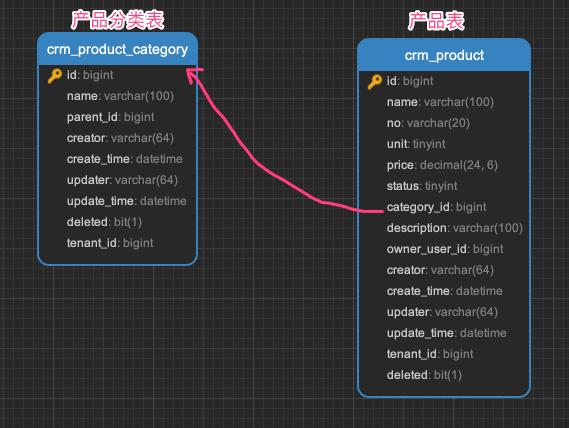 产品分类表
crm_product_category
id: bigint
name: varchar(100)
parent_id: bigint
creator: varchar(64)
create_time: datetime
updater: varchar(64)
update_time: datetime
deleted: bit(1)
tenant_id: bigint
产品表
crm_product
id: bigint
name: varchar(100)
no: varchar(20)
unit: tinyint
price: decimal(24, 6)
status: tinyint
category_id: bigint
description: varchar(100)
owner_user_id: bigint
creator: varchar(64)
create_time: datetime
updater: varchar(64)
update_time: datetime
tenant_id: bigint
deleted: bit(1)